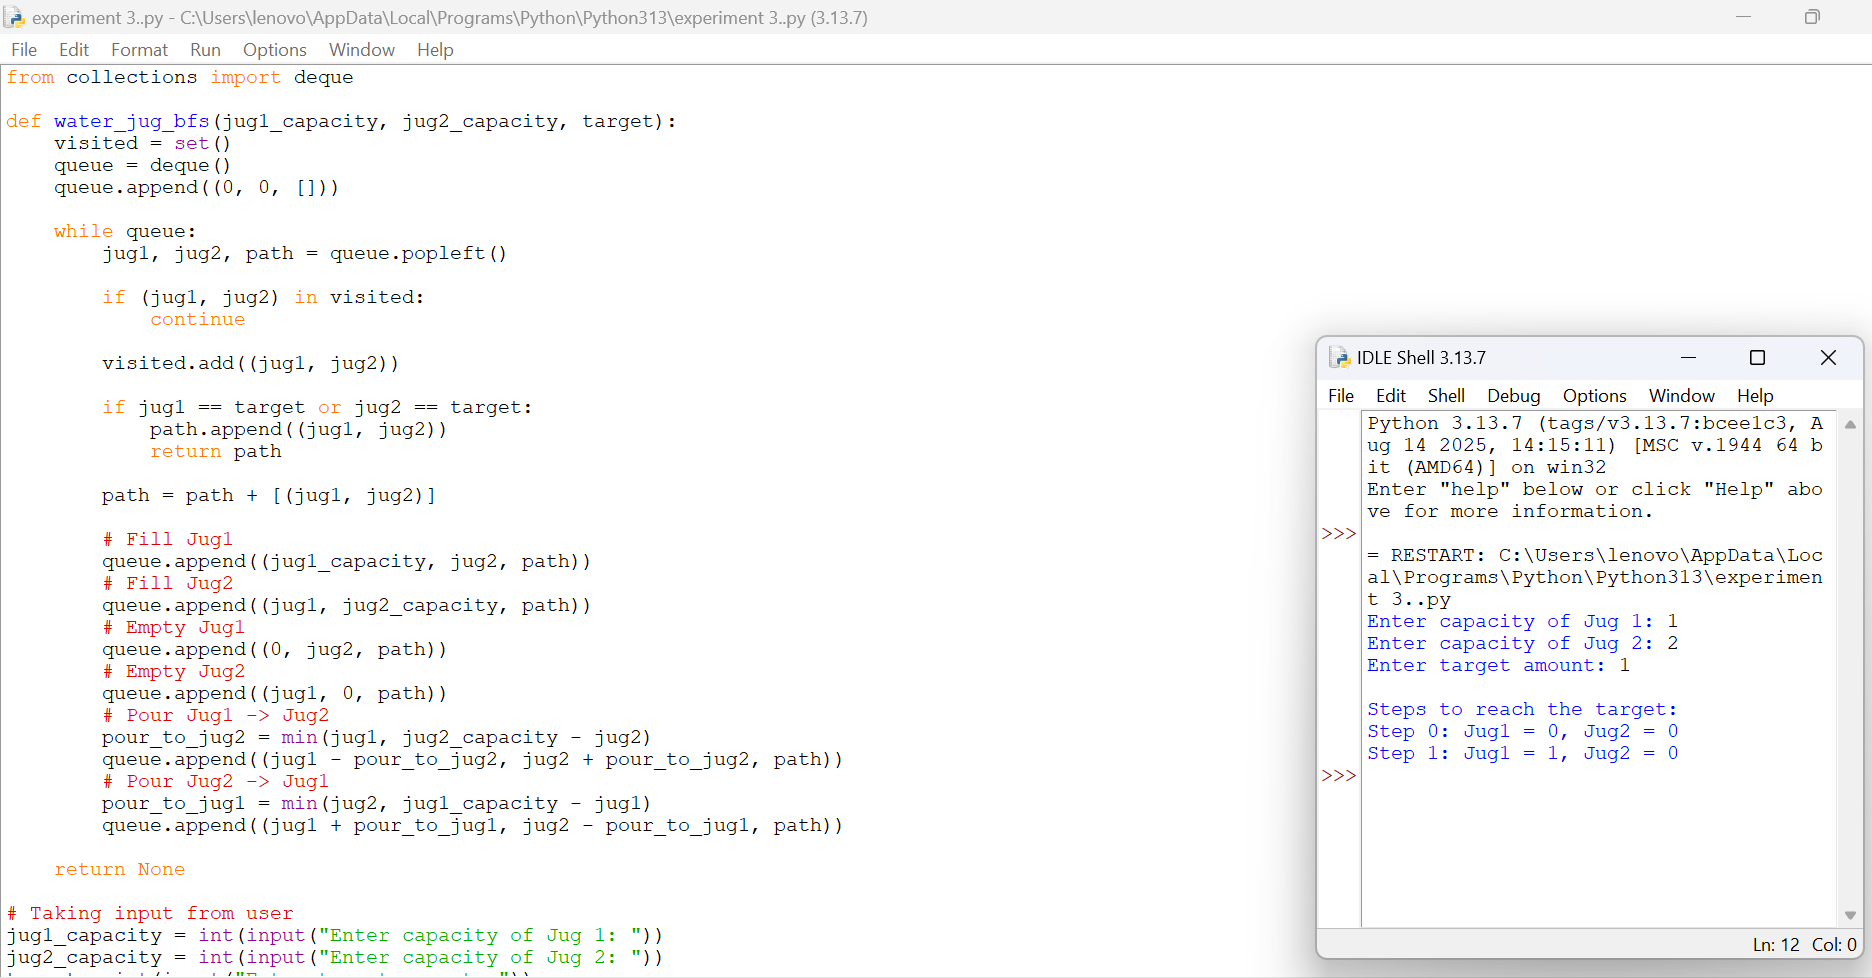 experiment 3..py - C:\Users\lenovo\AppData\Local\Programs\Python\Python313\experiment 3..py (3.13.7)
File Edit Format Run Options Window Help
from collections import deque

def water_jug_bfs(jug1_capacity, jug2_capacity, target):
    visited = set()
    queue = deque()
    queue.append((0, 0, []))

    while queue:
        jug1, jug2, path = queue.popleft()

        if (jug1, jug2) in visited:
            continue

        visited.add((jug1, jug2))

        if jug1 == target or jug2 == target:
            path.append((jug1, jug2))
            return path

        path = path + [(jug1, jug2)]

        # Fill Jug1
        queue.append((jug1_capacity, jug2, path))
        # Fill Jug2
        queue.append((jug1, jug2_capacity, path))
        # Empty Jug1
        queue.append((0, jug2, path))
        # Empty Jug2
        queue.append((jug1, 0, path))
        # Pour Jug1 -> Jug2
        pour_to_jug2 = min(jug1, jug2_capacity - jug2)
        queue.append((jug1 - pour_to_jug2, jug2 + pour_to_jug2, path))
        # Pour Jug2 -> Jug1
        pour_to_jug1 = min(jug2, jug1_capacity - jug1)
        queue.append((jug1 + pour_to_jug1, jug2 - pour_to_jug1, path))

    return None

# Taking input from user
jug1_capacity = int(input("Enter capacity of Jug 1: "))
jug2_capacity = int(input("Enter capacity of Jug 2: "))
IDLE Shell 3.13.7
File Edit Shell Debug Options Window Help
Python 3.13.7 (tags/v3.13.7:bcee1c3, A
ug 14 2025, 14:15:11) [MSC v.1944 64 b
it (AMD64)] on win32
Enter "help" below or click "Help" abo
ve for more information.
>>>
= RESTART: C:\Users\lenovo\AppData\Loc
al\Programs\Python\Python313\experimen
t 3..py
Enter capacity of Jug 1: 1
Enter capacity of Jug 2: 2
Enter target amount: 1

Steps to reach the target:
Step 0: Jug1 = 0, Jug2 = 0
Step 1: Jug1 = 1, Jug2 = 0
>>>
Ln: 12 Col: 0